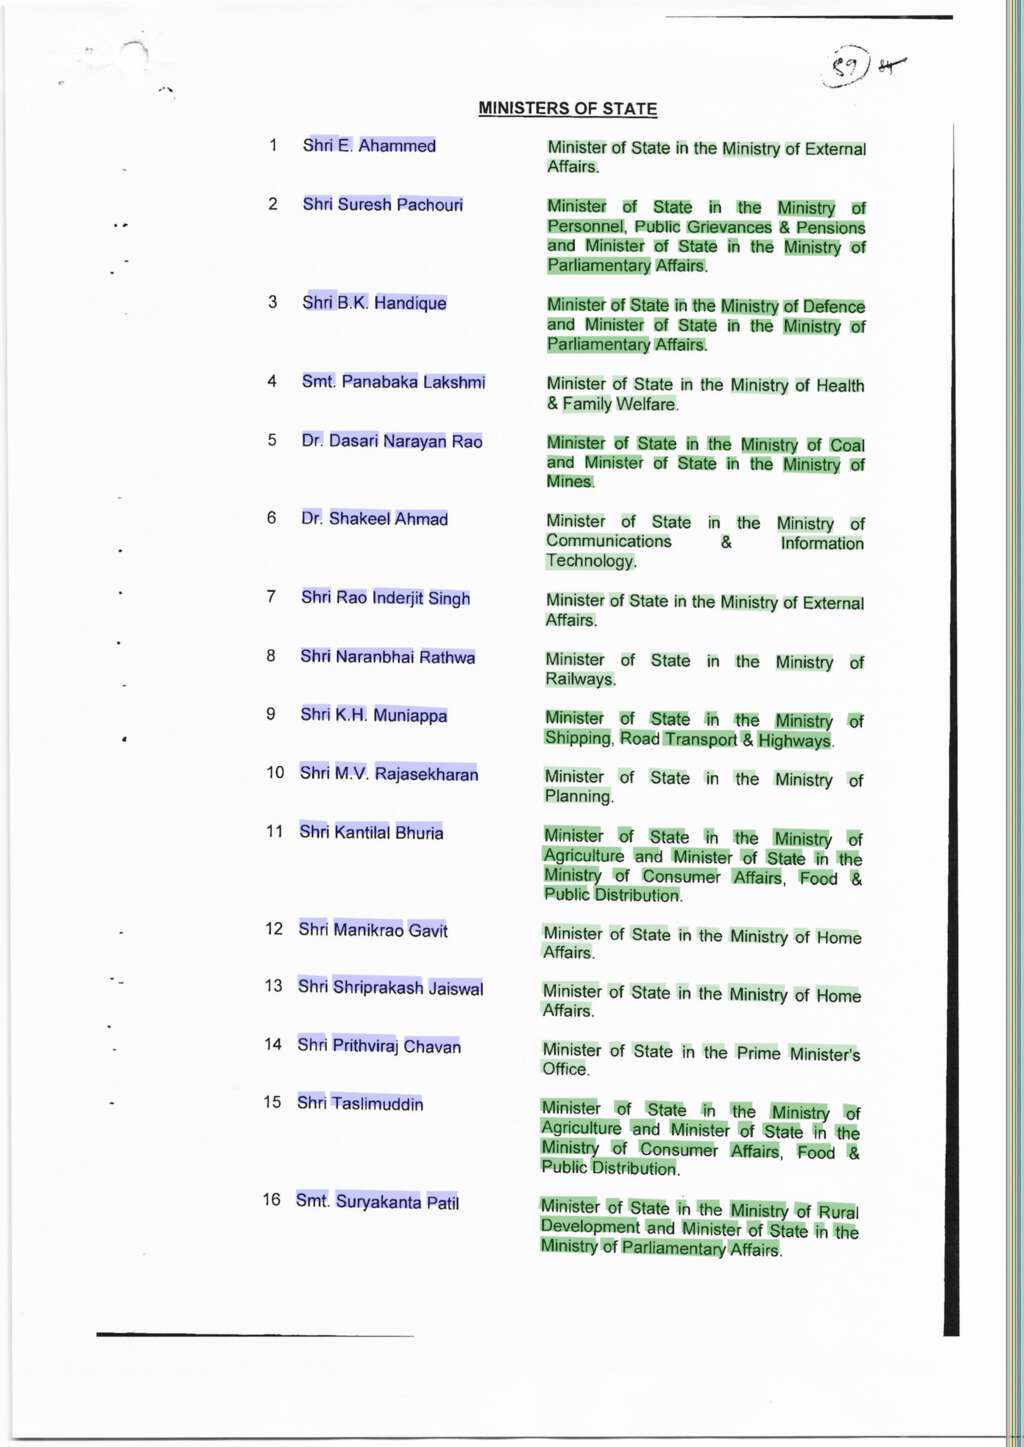 89 84
MINISTERS OF STATE
1 Shri E. Ahammed Minister of State in the Ministry of External
Affairs.
2 Shri Suresh Pachouri Minister of State in the Ministry of
Personnel, Public Grievances & Pensions
and Minister of State in the Ministry of
Parliamentary Affairs.
3 Shri B.K. Handique Minister of State in the Ministry of Defence
and Minister of State in the Ministry of
Parliamentary Affairs.
4 Smt. Panabaka Lakshmi Minister of State in the Ministry of Health
& Family Welfare.
5 Dr. Dasari Narayan Rao Minister of State in the Ministry of Coal
and Minister of State in the Ministry of
Mines.
6 Dr. Shakeel Ahmad Minister of State in the Ministry of
Communications & Information
Technology.
7 Shri Rao Inderjit Singh Minister of State in the Ministry of External
Affairs.
8 Shri Naranbhai Rathwa Minister of State in the Ministry of
Railways.
9 Shri K.H. Muniappa Minister of State in the Ministry of
Shipping, Road Transport & Highways.
10 Shri M.V. Rajasekharan Minister of State in the Ministry of
Planning.
11 Shri Kantilal Bhuria Minister of State in the Ministry of
Agriculture and Minister of State in the
Ministry of Consumer Affairs, Food &
Public Distribution.
12 Shri Manikrao Gavit Minister of State in the Ministry of Home
Affairs.
13 Shri Shriprakash Jaiswal Minister of State in the Ministry of Home
Affairs.
14 Shri Prithviraj Chavan Minister of State in the Prime Minister's
Office.
15 Shri Taslimuddin Minister of State in the Ministry of
Agriculture and Minister of State in the
Ministry of Consumer Affairs, Food &
Public Distribution.
16 Smt. Suryakanta Patil Minister of State in the Ministry of Rural
Development and Minister of State in the
Ministry of Parliamentary Affairs.